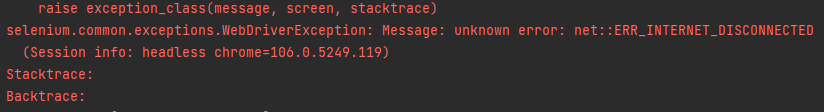 raise exception_class(message, screen, stacktrace)
selenium.common.exceptions.WebDriverException: Message: unknown error: net::ERR_INTERNET_DISCONNECTED
(Session info: headless chrome=106.0.5249.119)
Stacktrace:
Backtrace: